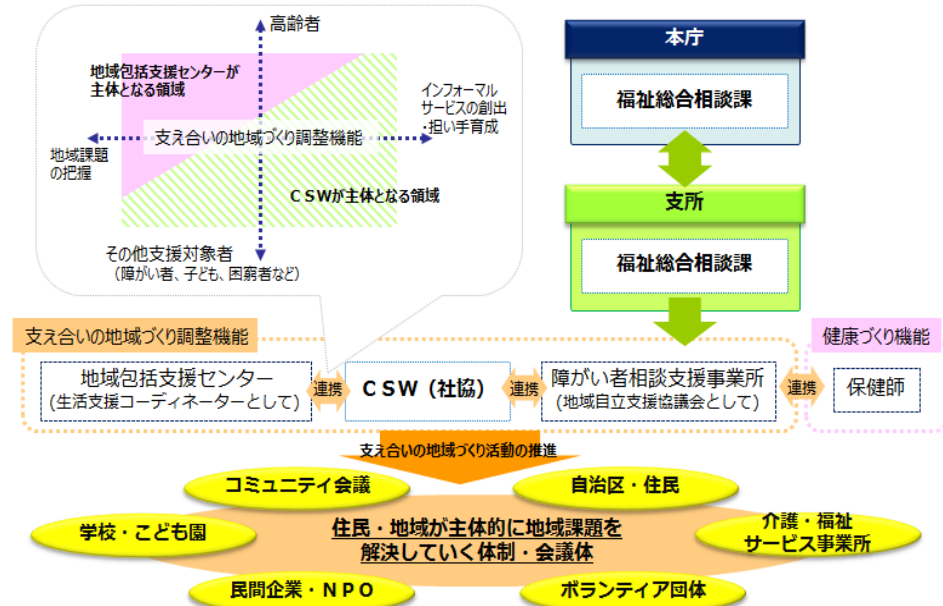 高齢者
地域包括支援センターが
主体となる領域
インフォーマル
サービスの創出
・担い手育成
支え合いの地域づくり調整機能
地域課題
の把握
ＣＳＷが主体となる領域
その他支援対象者
（障がい者、子ども、困窮者など）
本庁
福祉総合相談課
支所
福祉総合相談課
支え合いの地域づくり調整機能
健康づくり機能
地域包括支援センター
(生活支援コーディネーターとして)
連携
ＣＳＷ（社協）
連携
障がい者相談支援事業所
(地域自立支援協議会として)
連携
保健師
支え合いの地域づくり活動の推進
コミュニティ会議
自治区・住民
学校・こども園
住民・地域が主体的に地域課題を
解決していく体制・会議体
介護・福祉
サービス事業所
民間企業・ＮＰＯ
ボランティア団体